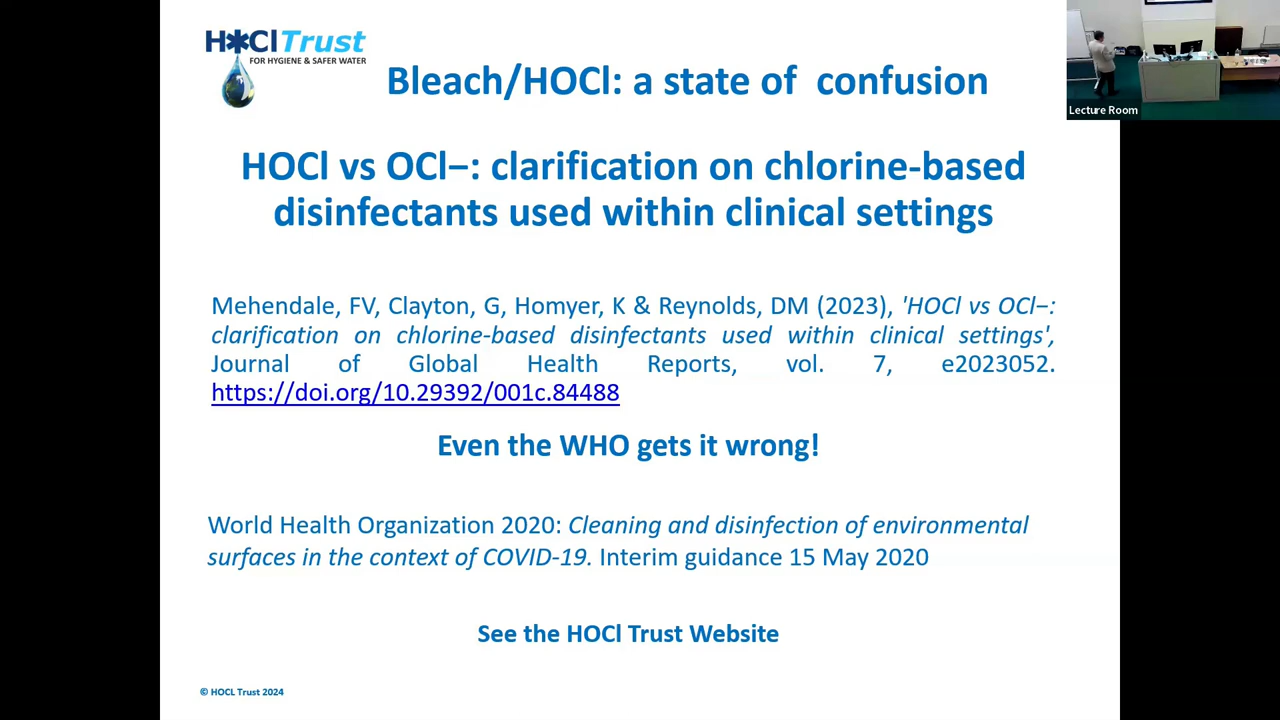 H*Cl Trust
FOR HYGIENE & SAFER WATER
Bleach/HOCl: a state of confusion
Lecture Room
HOCl vs OCl−: clarification on chlorine-based
disinfectants used within clinical settings
Mehendale, FV, Clayton, G, Homyer, K & Reynolds, DM (2023), 'HOCl vs OCl−:
clarification on chlorine-based disinfectants used within clinical settings',
Journal of Global Health Reports, vol. 7, e2023052.
https://doi.org/10.29392/001c.84488
Even the WHO gets it wrong!
World Health Organization 2020: Cleaning and disinfection of environmental
surfaces in the context of COVID-19. Interim guidance 15 May 2020
See the HOCl Trust Website
© HOCL Trust 2024